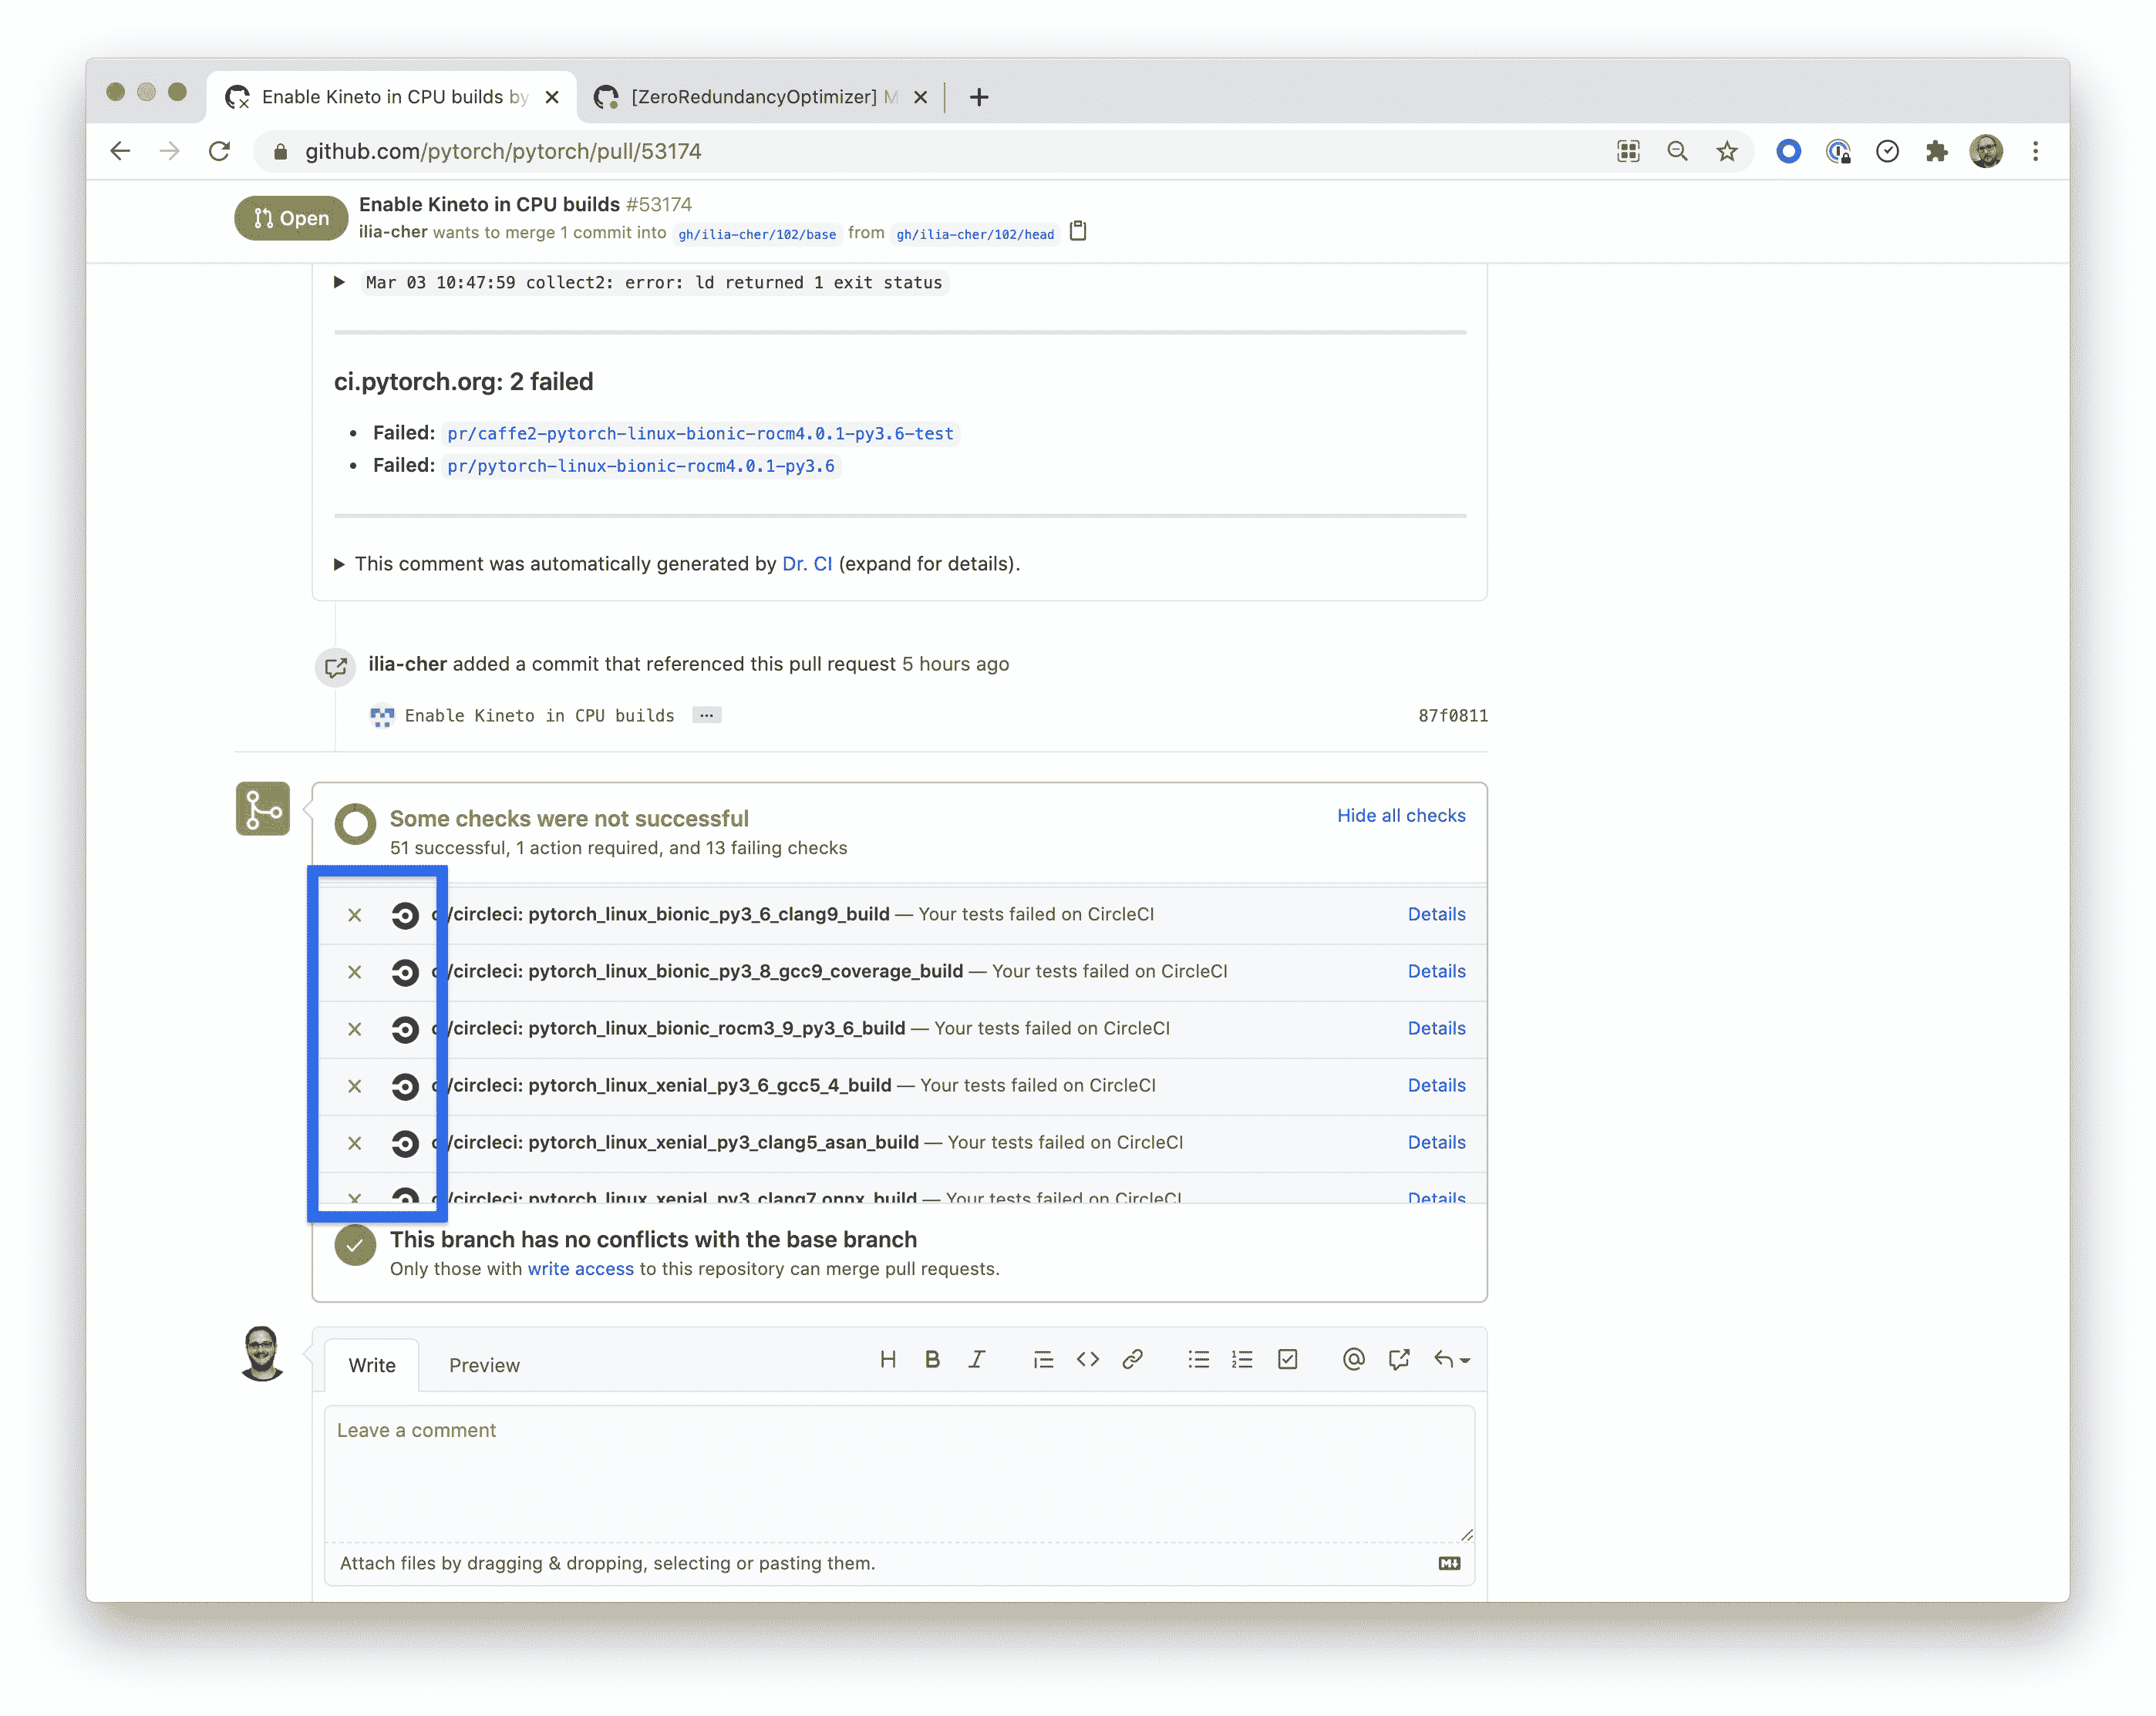 Enable Kineto in CPU builds by
[ZeroRedundancyOptimizer] M
github.com/pytorch/pytorch/pull/53174
Open
Enable Kineto in CPU builds #53174
ilia-cher wants to merge 1 commit into gh/ilia-cher/102/base from gh/ilia-cher/102/head
Mar 03 10:47:59 collect2: error: ld returned 1 exit status
ci.pytorch.org: 2 failed
• Failed: pr/caffe2-pytorch-linux-bionic-rocm4.0.1-py3.6-test
• Failed: pr/pytorch-linux-bionic-rocm4.0.1-py3.6
This comment was automatically generated by Dr. CI (expand for details).
ilia-cher added a commit that referenced this pull request 5 hours ago
Enable Kineto in CPU builds ... 87f0811
Some checks were not successful
Hide all checks
51 successful, 1 action required, and 13 failing checks
/circleci: pytorch_linux_bionic_py3_6_clang9_build — Your tests failed on CircleCI Details
/circleci: pytorch_linux_bionic_py3_8_gcc9_coverage_build — Your tests failed on CircleCI Details
/circleci: pytorch_linux_bionic_rocm3_9_py3_6_build — Your tests failed on CircleCI Details
/circleci: pytorch_linux_xenial_py3_6_gcc5_4_build — Your tests failed on CircleCI Details
/circleci: pytorch_linux_xenial_py3_clang5_asan_build — Your tests failed on CircleCI Details
/circleci: pytorch_linux_xenial_py3_clang7_onnx_build — Your tests failed on CircleCI Details
This branch has no conflicts with the base branch
Only those with write access to this repository can merge pull requests.
Write Preview
H B I
Leave a comment
Attach files by dragging & dropping, selecting or pasting them.